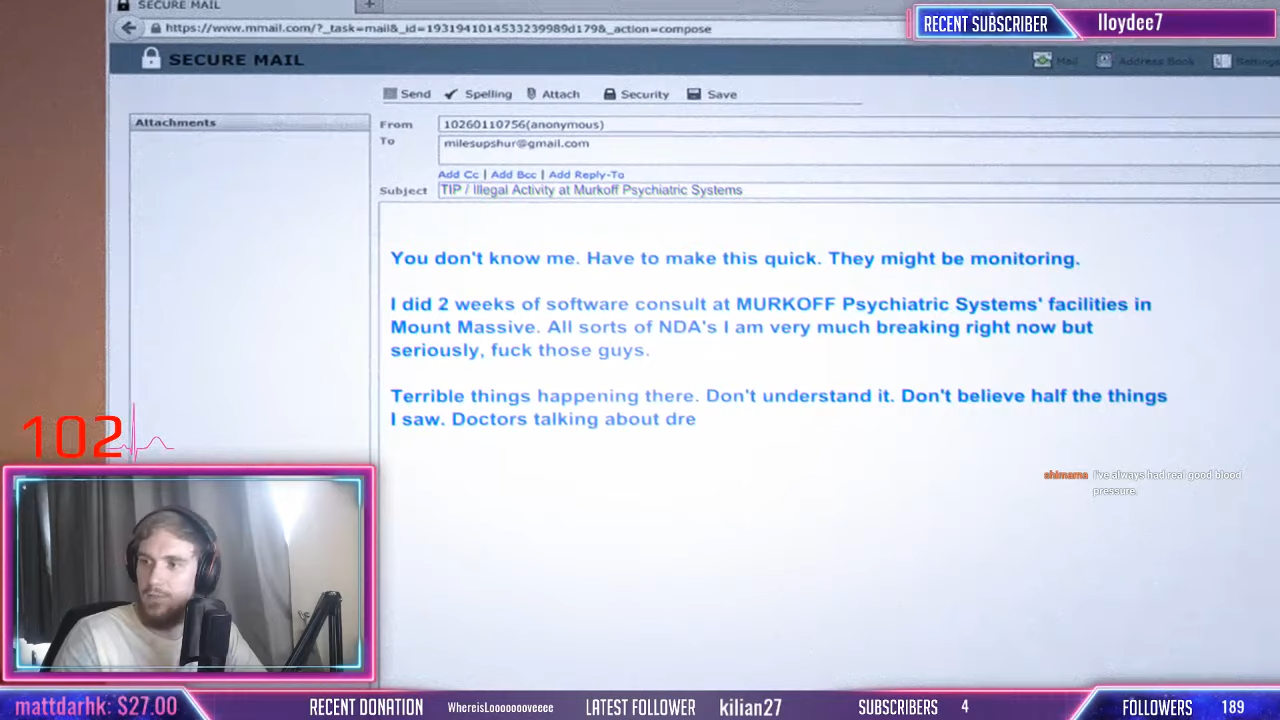 SECURE MAIL
https://www.mmail.com/?_task=mail&_id=1931941014533239989d179&_action=compose
RECENT SUBSCRIBER lloydee7
SECURE MAIL
Mail Address Book Settings
Send Spelling Attach Security Save
Attachments
From 10260110756(anonymous)
To milesupshur@gmail.com
Add Cc | Add Bcc | Add Reply-To
Subject TIP / Illegal Activity at Murkoff Psychiatric Systems
You don't know me. Have to make this quick. They might be monitoring.
I did 2 weeks of software consult at MURKOFF Psychiatric Systems' facilities in
Mount Massive. All sorts of NDA's I am very much breaking right now but
seriously, fuck those guys.
Terrible things happening there. Don't understand it. Don't believe half the things
I saw. Doctors talking about dre
102
shimama I've always had real good blood
pressure.
mattdarhk: $27.00 RECENT DONATION WhereisLoooooooveeee LATEST FOLLOWER kilian27 SUBSCRIBERS 4 FOLLOWERS 189